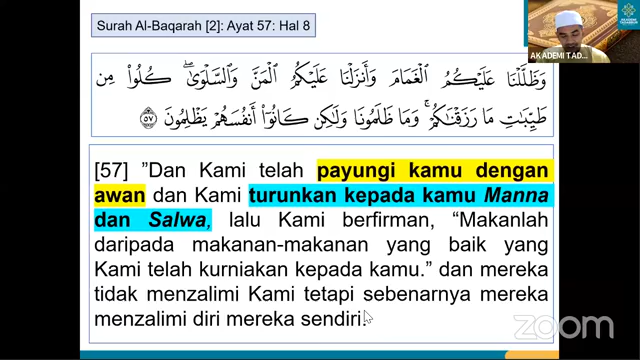 Surah Al-Baqarah [2]: Ayat 57: Hal 8
AKADEMI TAD...
وَظَلَّلْنَا عَلَيْكُمُ الْغَمَامَ وَأَنزَلْنَا عَلَيْكُمُ الْمَنَّ وَالسَّلْوَىٰ ۖ كُلُوا۟ مِن
طَيِّبَٰتِ مَا رَزَقْنَٰكُمْ ۚ وَمَا ظَلَمُونَا وَلَٰكِن كَانُوٓا۟ أَنفُسَهُمْ يَظْلِمُونَ ٥٧
[57] ”Dan Kami telah payungi kamu dengan
awan dan Kami turunkan kepada kamu Manna
dan Salwa, lalu Kami berfirman, “Makanlah
daripada makanan-makanan yang baik yang
Kami telah kurniakan kepada kamu.” dan mereka
tidak menzalimi Kami tetapi sebenarnya mereka
menzalimi diri mereka sendiri.
zoom